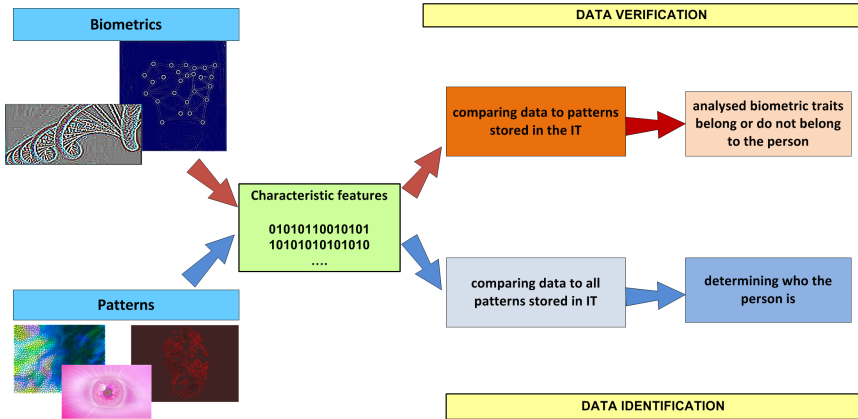 Biometrics
DATA VERIFICATION
comparing data to patterns
stored in the IT
analysed biometric traits
belong or do not belong
to the person
Characteristic features
01010110010101
10101010101010
....
Patterns
comparing data to all
patterns stored in IT
determining who the
person is
DATA IDENTIFICATION